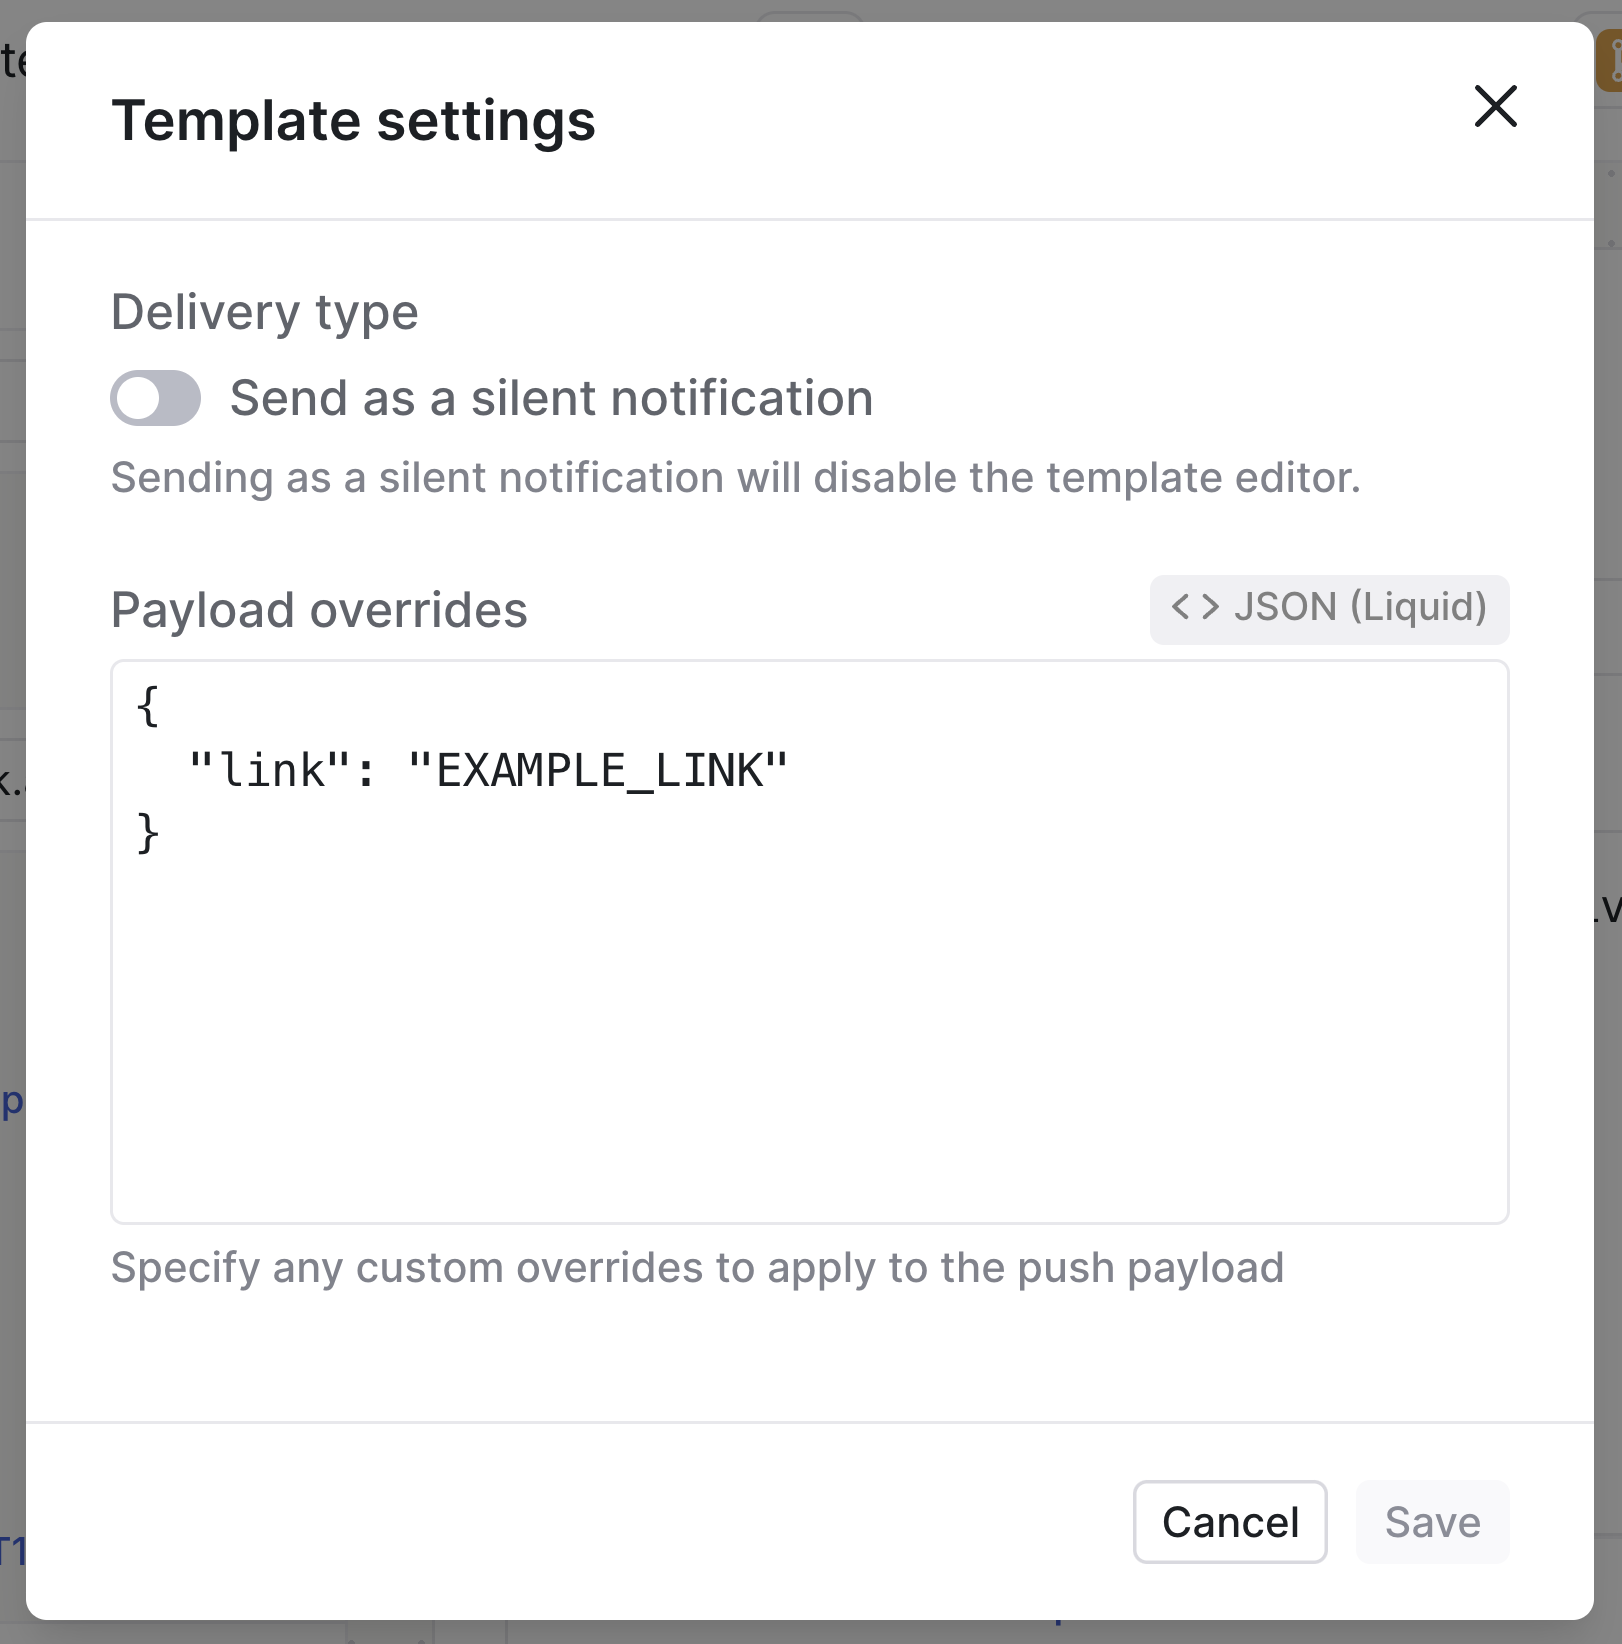 Template settings
Delivery type
Send as a silent notification
Sending as a silent notification will disable the template editor.
Payload overrides
< > JSON (Liquid)
{
  "link": "EXAMPLE_LINK"
}
Specify any custom overrides to apply to the push payload
Cancel
Save